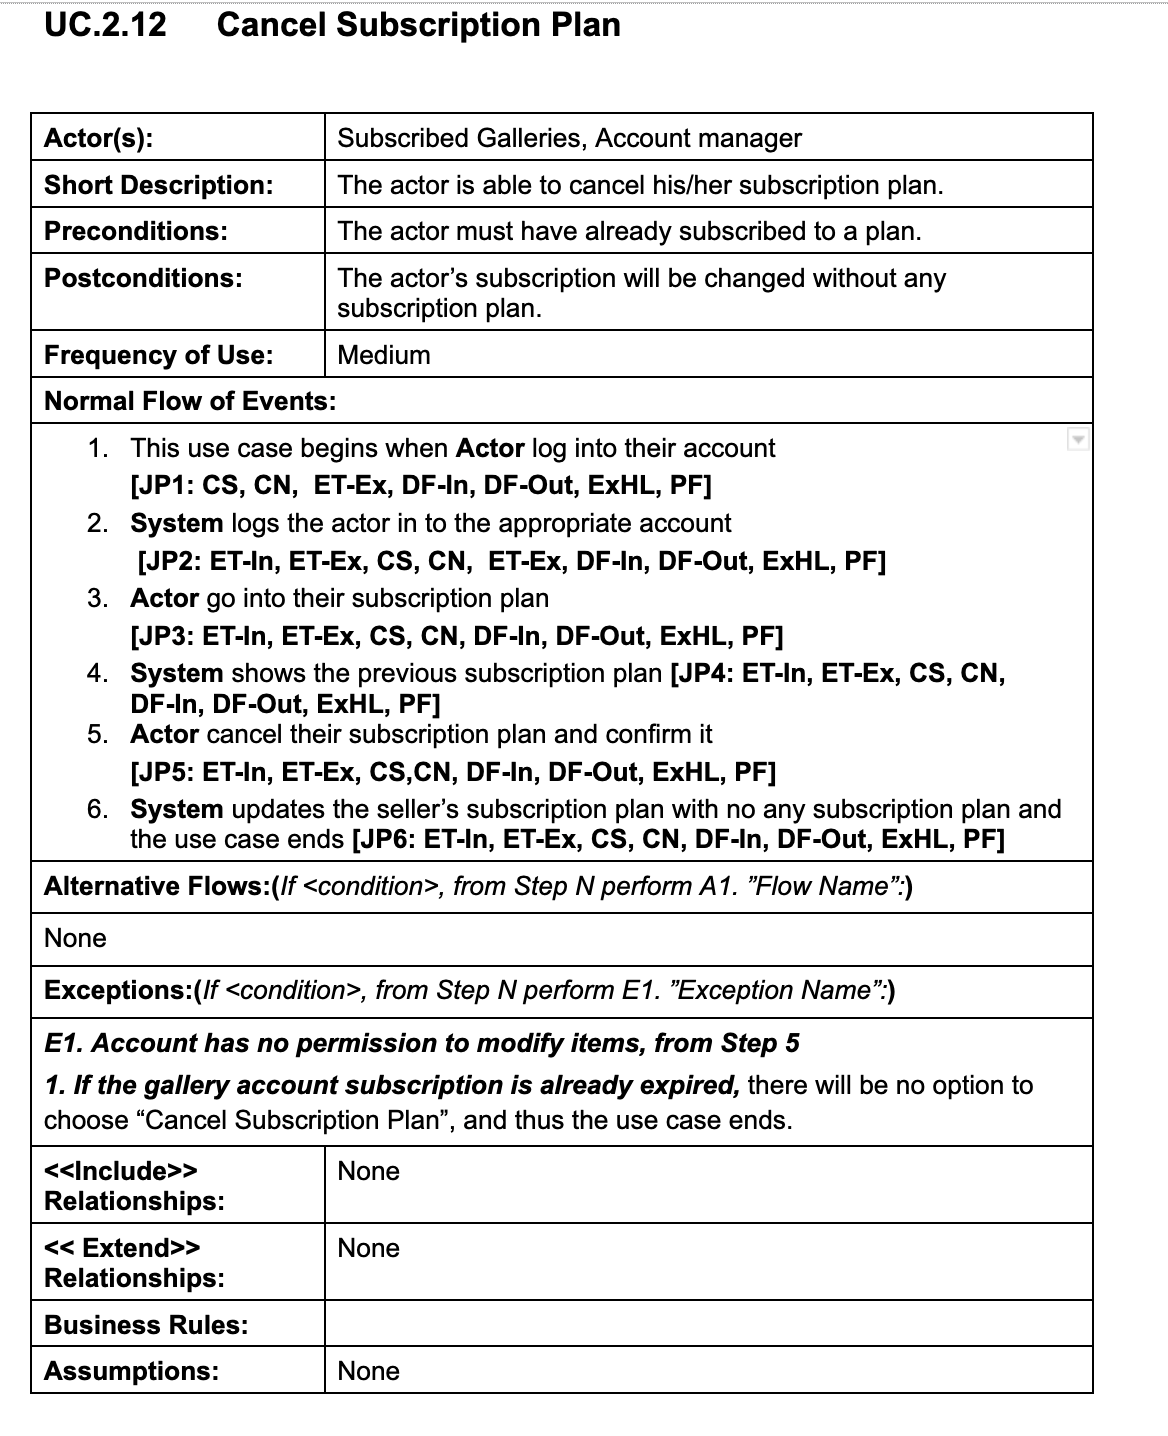 UC.2.12 Cancel Subscription Plan
Actor(s): Subscribed Galleries, Account manager
Short Description: The actor is able to cancel his/her subscription plan.
Preconditions: The actor must have already subscribed to a plan.
Postconditions: The actor’s subscription will be changed without any
subscription plan.
Frequency of Use: Medium
Normal Flow of Events:
1. This use case begins when Actor log into their account
[JP1: CS, CN, ET-Ex, DF-In, DF-Out, ExHL, PF]
2. System logs the actor in to the appropriate account
[JP2: ET-In, ET-Ex, CS, CN, ET-Ex, DF-In, DF-Out, ExHL, PF]
3. Actor go into their subscription plan
[JP3: ET-In, ET-Ex, CS, CN, DF-In, DF-Out, ExHL, PF]
4. System shows the previous subscription plan [JP4: ET-In, ET-Ex, CS, CN,
DF-In, DF-Out, ExHL, PF]
5. Actor cancel their subscription plan and confirm it
[JP5: ET-In, ET-Ex, CS,CN, DF-In, DF-Out, ExHL, PF]
6. System updates the seller’s subscription plan with no any subscription plan and
the use case ends [JP6: ET-In, ET-Ex, CS, CN, DF-In, DF-Out, ExHL, PF]
Alternative Flows:(If <condition>, from Step N perform A1. ”Flow Name”:)
None
Exceptions:(If <condition>, from Step N perform E1. ”Exception Name”:)
E1. Account has no permission to modify items, from Step 5
1. If the gallery account subscription is already expired, there will be no option to
choose “Cancel Subscription Plan”, and thus the use case ends.
<<Include>> None
Relationships:
<< Extend>> None
Relationships:
Business Rules:
Assumptions: None